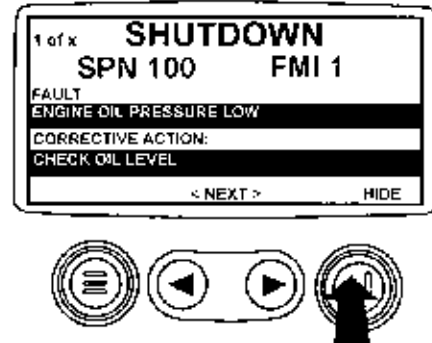 1 of x SHUTDOWN
SPN 100 FMI 1
FAULT
ENGINE OIL PRESSURE LOW
CORRECTIVE ACTION:
CHECK OIL LEVEL
< NEXT > HIDE